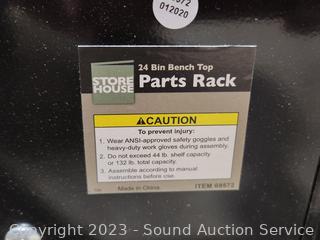 012020
24 Bin Bench Top
STORE
HOUSE
Parts Rack
CAUTION
To prevent injury:
1. Wear ANSI-approved safety goggles and
heavy-duty work gloves during assembly.
2. Do not exceed 44 lb. shelf capacity
or 132 lb. total capacity.
3. Assemble according to manual
instructions before use.
Made in China.
ITEM 69572
Copyright 2023 - Sound Auction Service